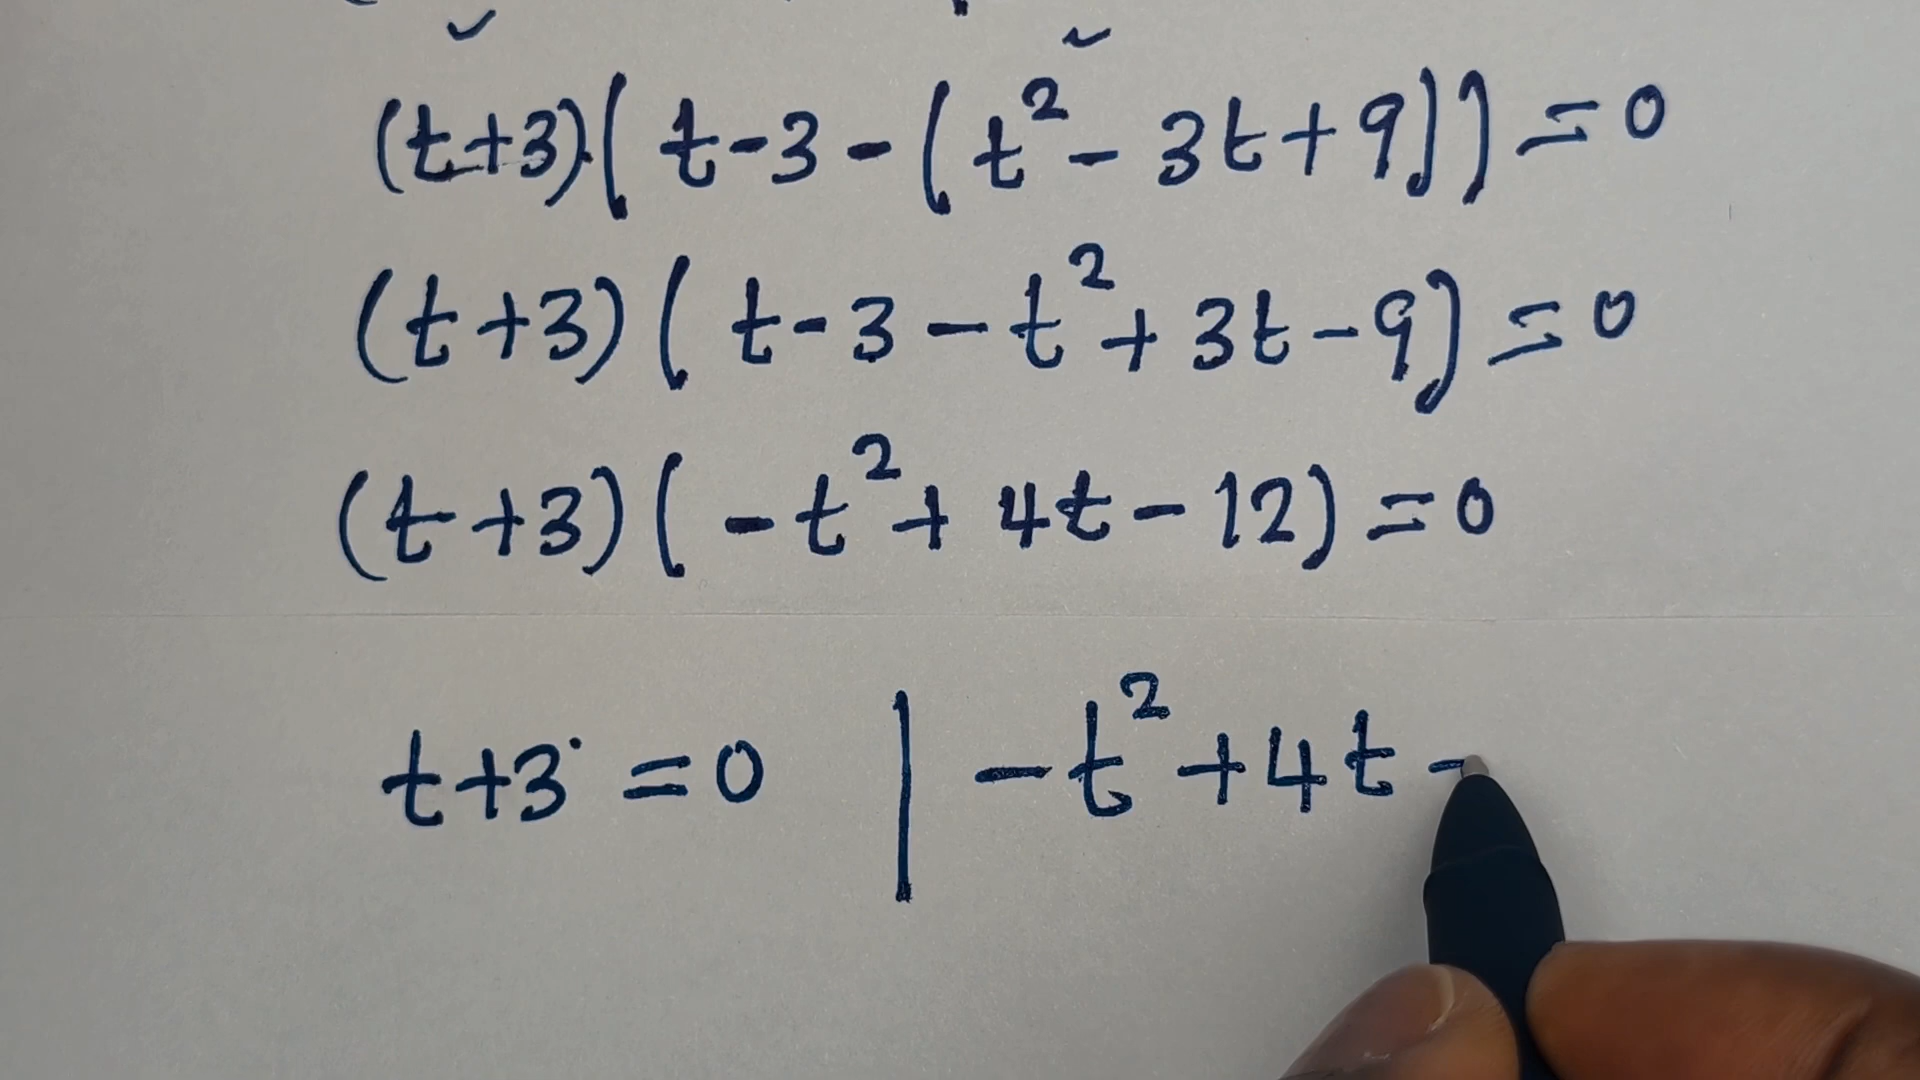 (t+3)(t-3-(t²-3t+9))=0
(t+3)(t-3-t²+3t-9)=0
(t+3)(-t²+4t-12)=0
t+3=0 | -t²+4t-